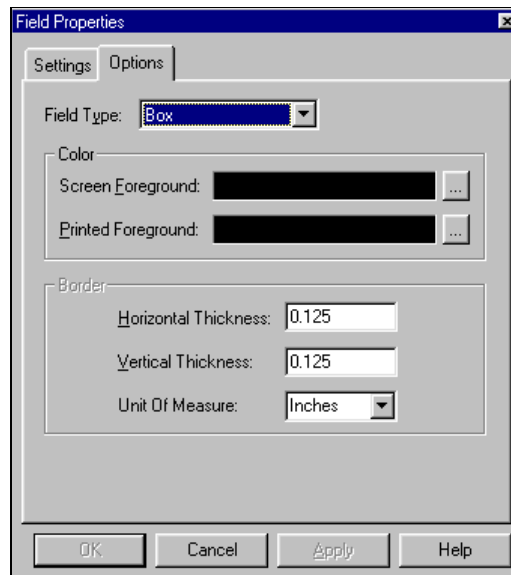 Field Properties
Settings Options
Field Type: Box
Color
Screen Foreground: ...
Printed Foreground: ...
Border
Horizontal Thickness: 0.125
Vertical Thickness: 0.125
Unit Of Measure: Inches
OK Cancel Apply Help